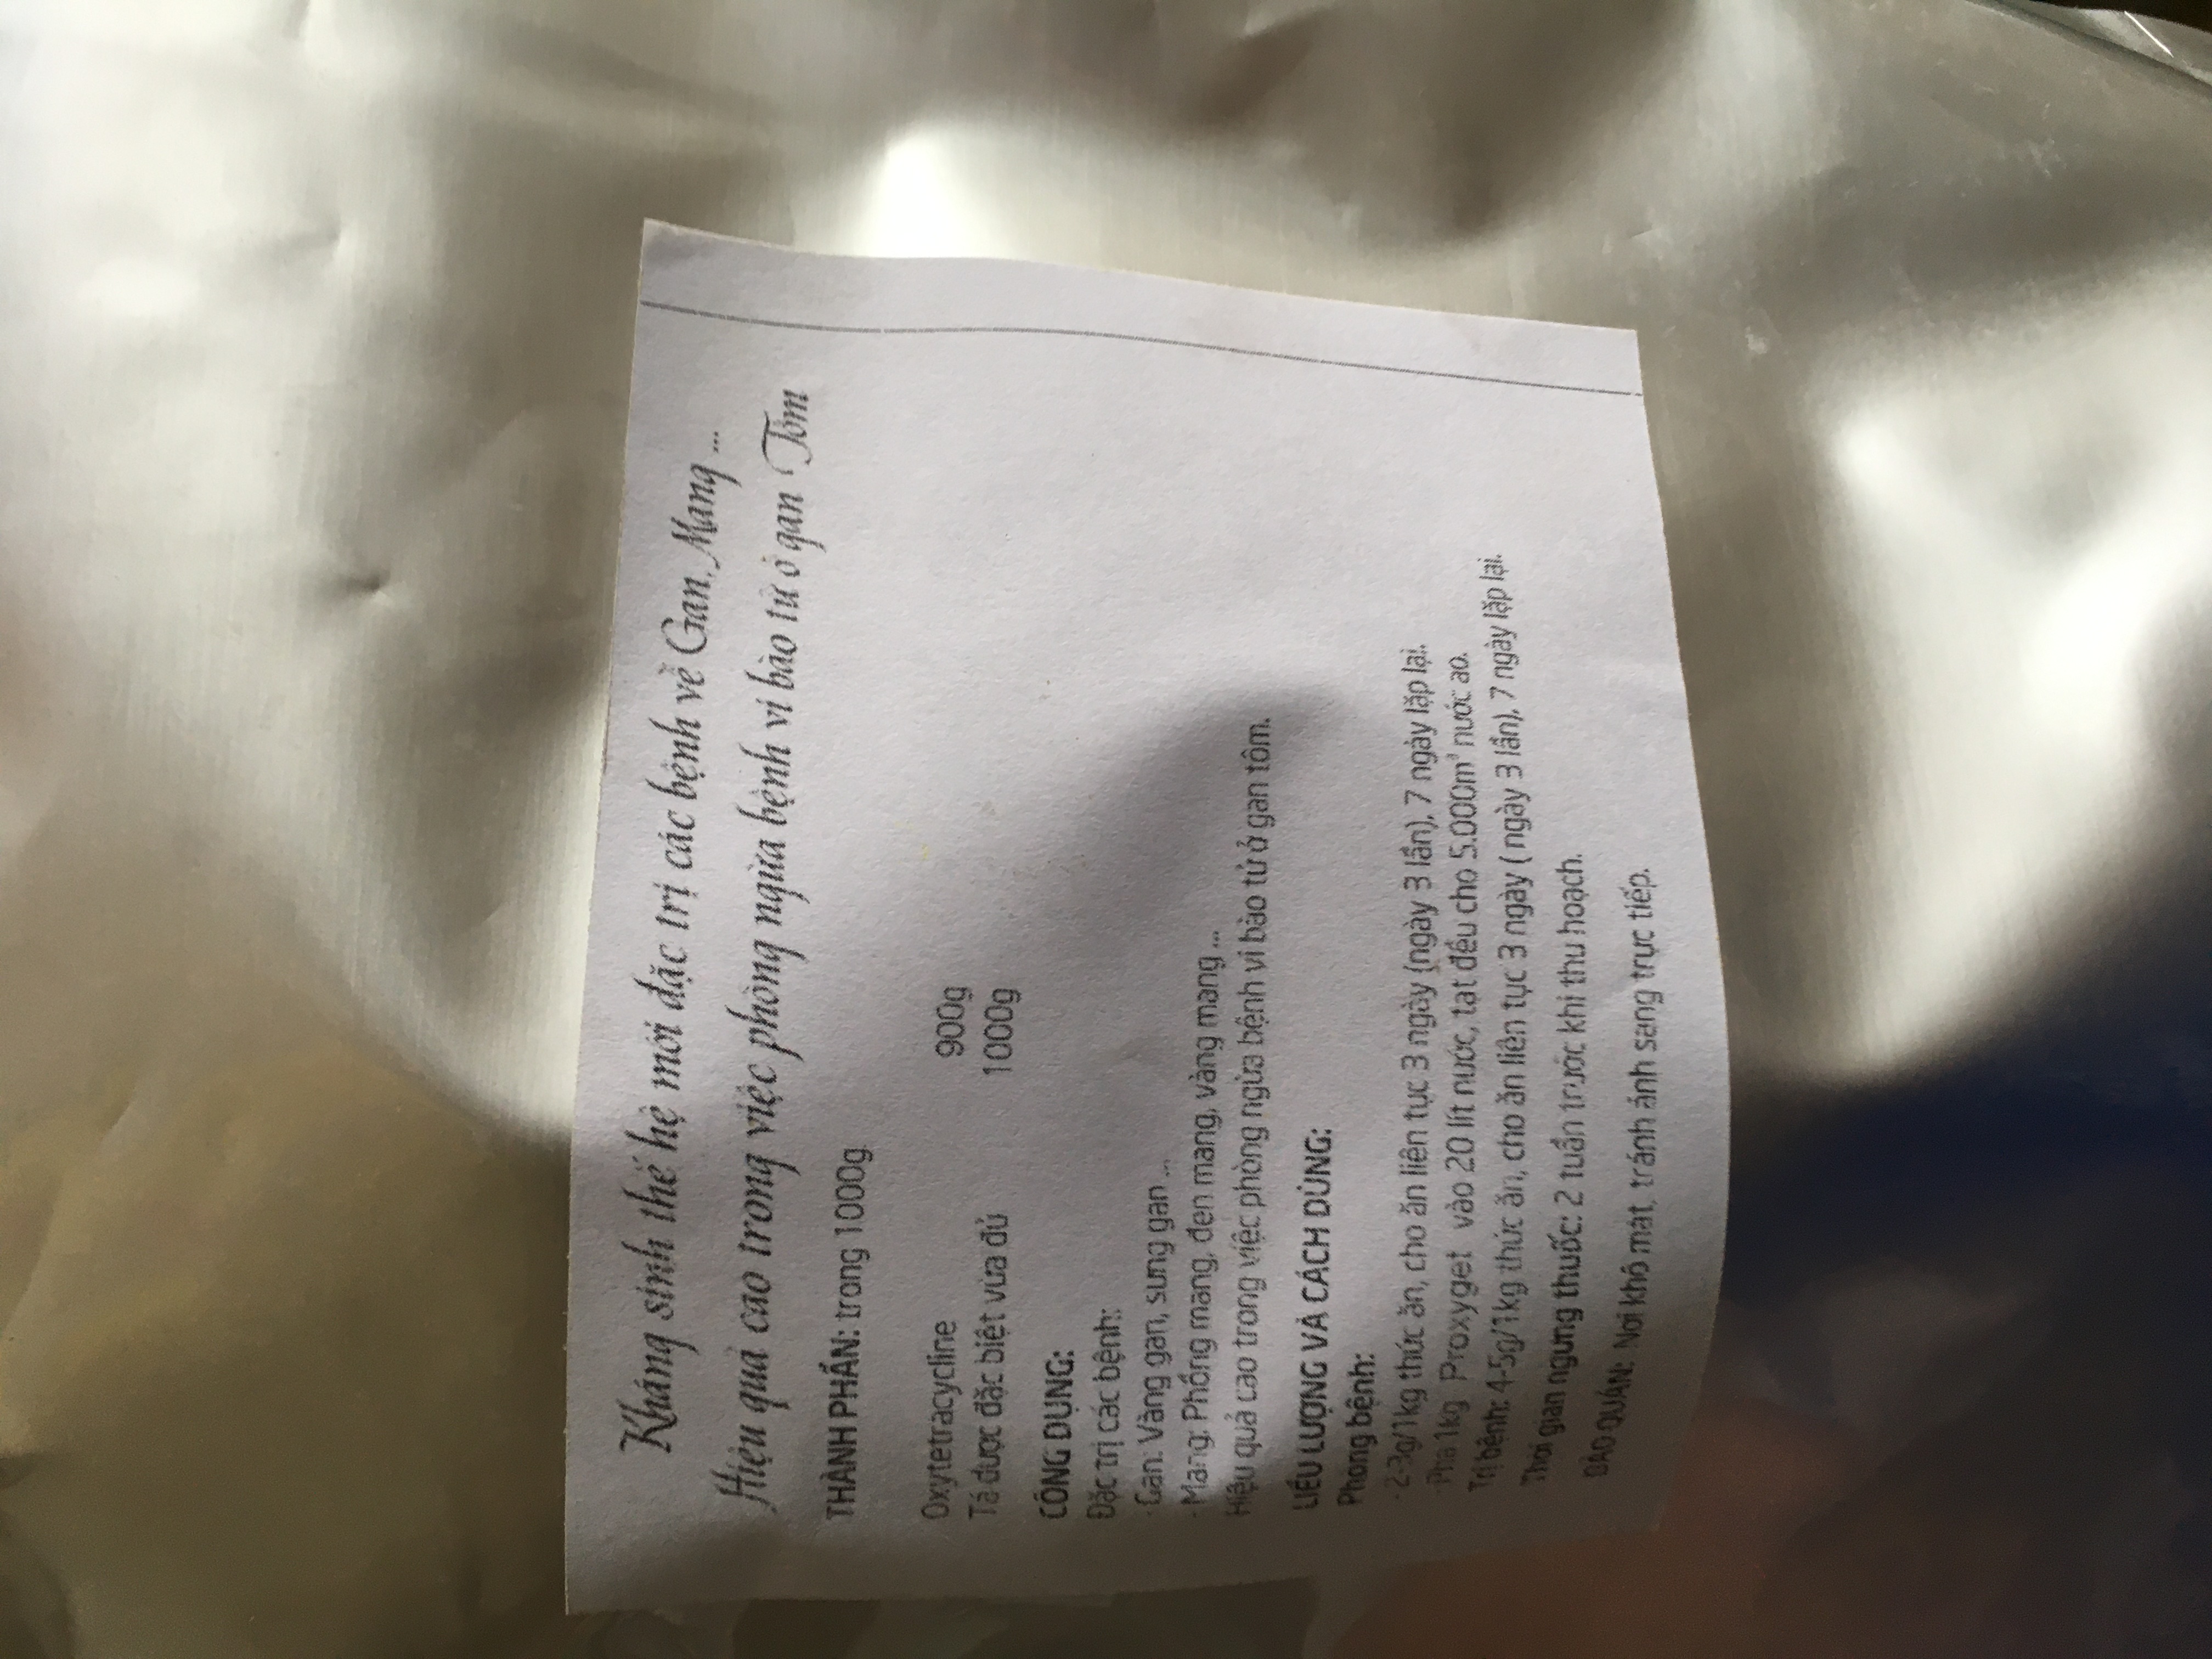 Kháng sinh thế hệ mới đặc trị các bệnh về Gan, Mang ...
Hiệu quả cao trong việc phòng ngừa bệnh vi bào tử ở gan Tôm
THÀNH PHẦN: trong 1000g
Oxytetracycline 900g
Tá dược đặc biệt vừa đủ 1000g
CÔNG DỤNG:
Đặc trị các bệnh:
- Gan: Vàng gan, sưng gan ...
- Mang: Phồng mang, đen mang, vàng mang ...
Hiệu quả cao trong việc phòng ngừa bệnh vi bào tử ở gan tôm.
LIỀU LƯỢNG VÀ CÁCH DÙNG:
Phòng bệnh:
- 2-3g/1kg thức ăn, cho ăn liên tục 3 ngày (ngày 3 lần), 7 ngày lặp lại.
- Pha 1kg Proxyget vào 20 lít nước, tạt đều cho 5.000m³ nước ao.
Trị bệnh: 4-5g/1kg thức ăn, cho ăn liên tục 3 ngày ( ngày 3 lần), 7 ngày lặp lại.
Thời gian ngưng thuốc: 2 tuần trước khi thu hoạch.
BẢO QUẢN: Nơi khô mát, tránh ánh sang trực tiếp.